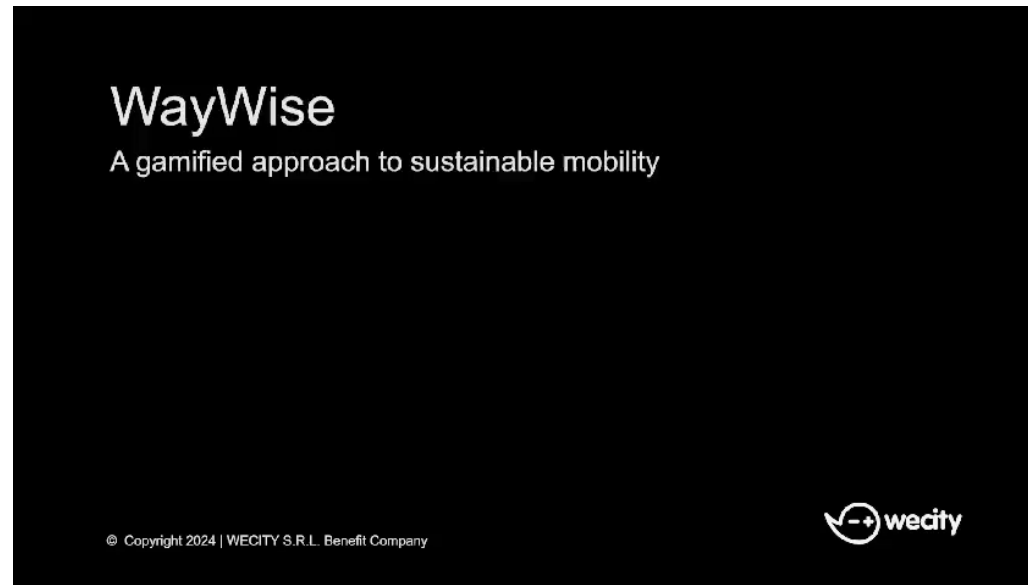 WayWise
A gamified approach to sustainable mobility
© Copyright 2024 | WECITY S.R.L. Benefit Company
wecity